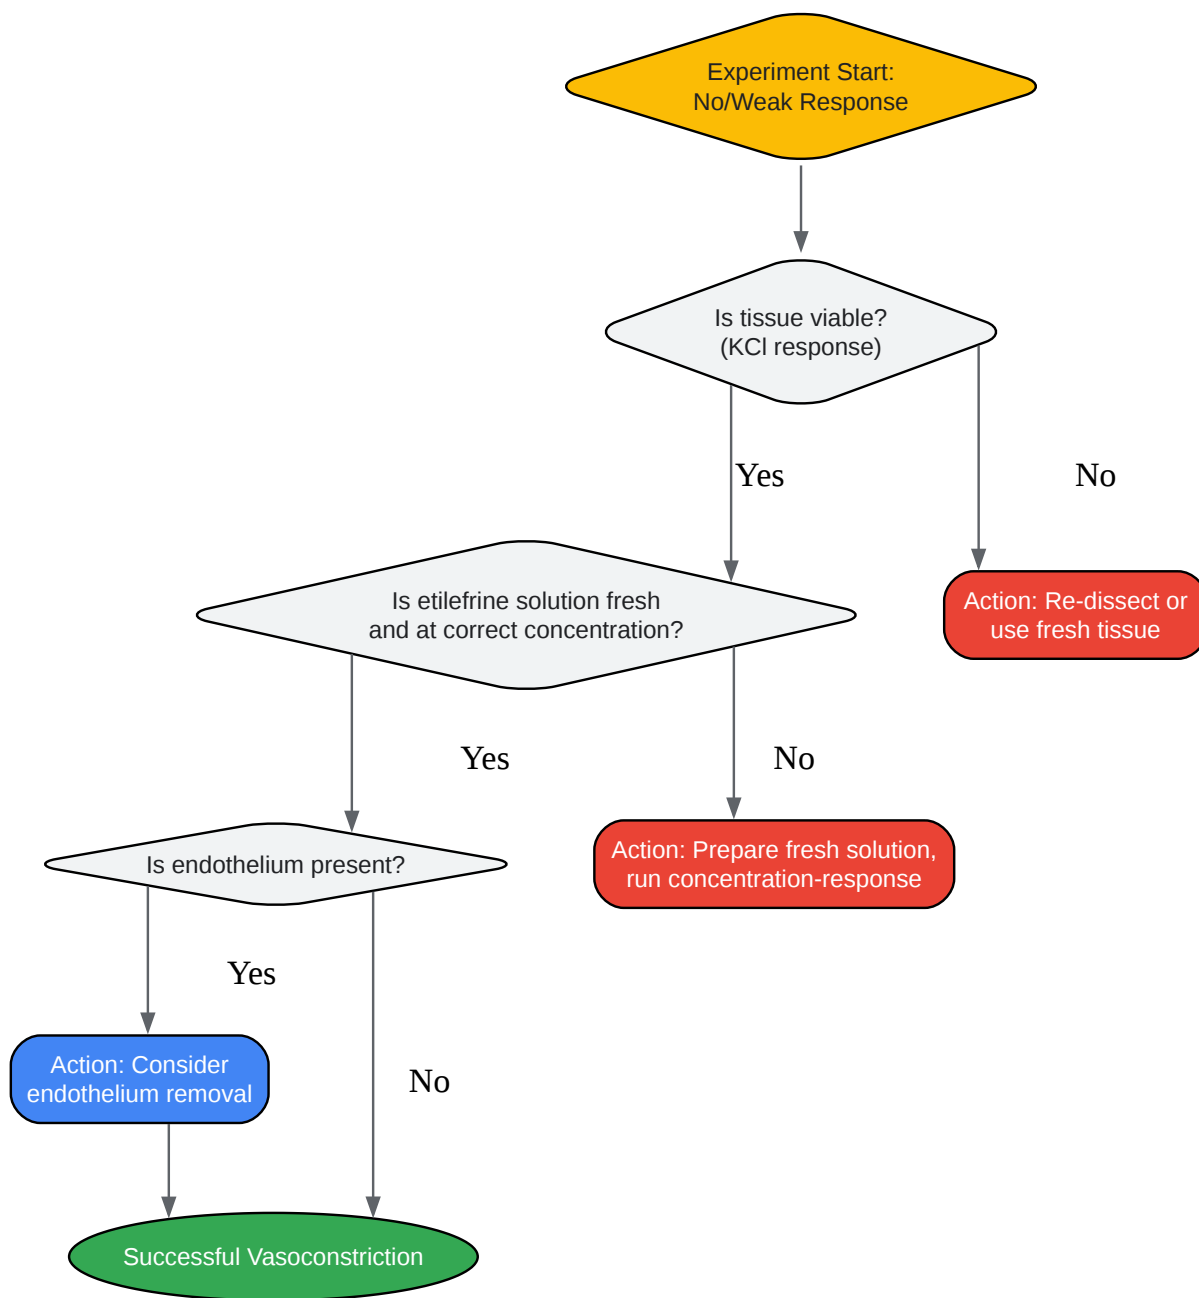 Experiment Start:
No/Weak Response
Is tissue viable?
(KCl response)
Yes
No
Is etilefrine solution fresh
and at correct concentration?
Action: Re-dissect or
use fresh tissue
Yes
No
Is endothelium present?
Action: Prepare fresh solution,
run concentration-response
Yes
Action: Consider
endothelium removal
No
Successful Vasoconstriction